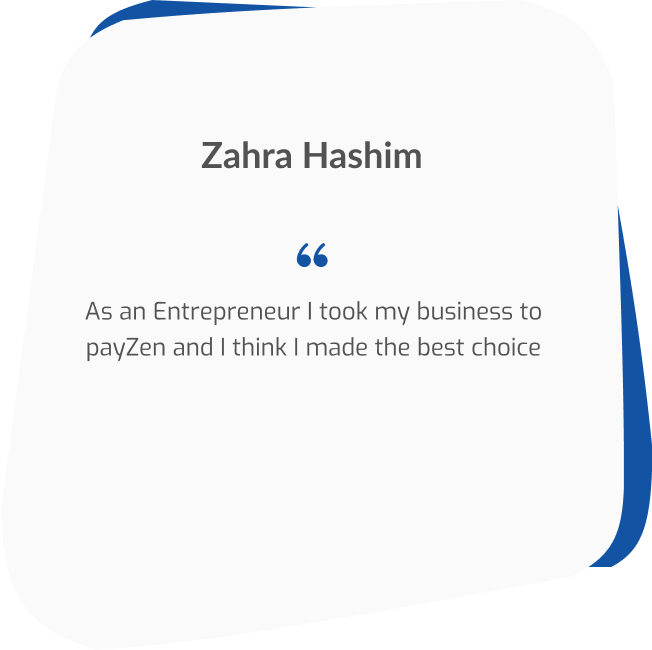 Zahra Hashim
“
As an Entrepreneur I took my business to
payZen and I think I made the best choice